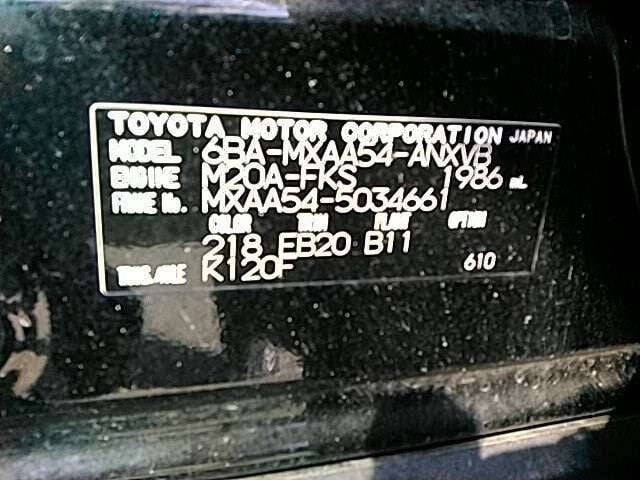 TOYOTA MOTOR CORPORATION JAPAN
MODEL 6BA-MXAA54-ANXVB
ENGINE M20A-FKS 1986 mL
FRAME No. MXAA54-5034661
COLOR TRIM PLANT OPTION
218 EB20 B11
TRANS./AXLE K120F 610